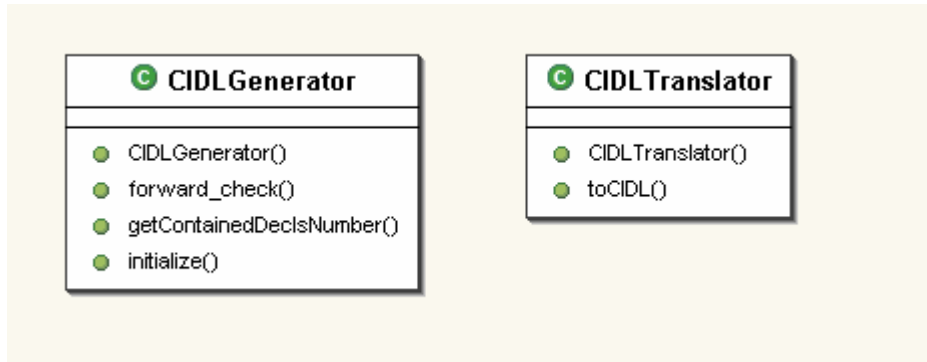 C CIDLGenerator
CIDLGenerator()
forward_check()
getContainedDeclsNumber()
initialize()
C CIDLTranslator
CIDLTranslator()
toCIDL()